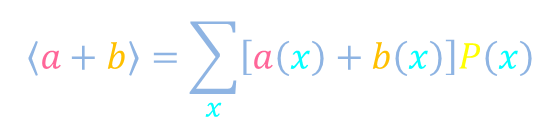 ⟨a + b⟩ = ∑ₓ [a(x) + b(x)]P(x)